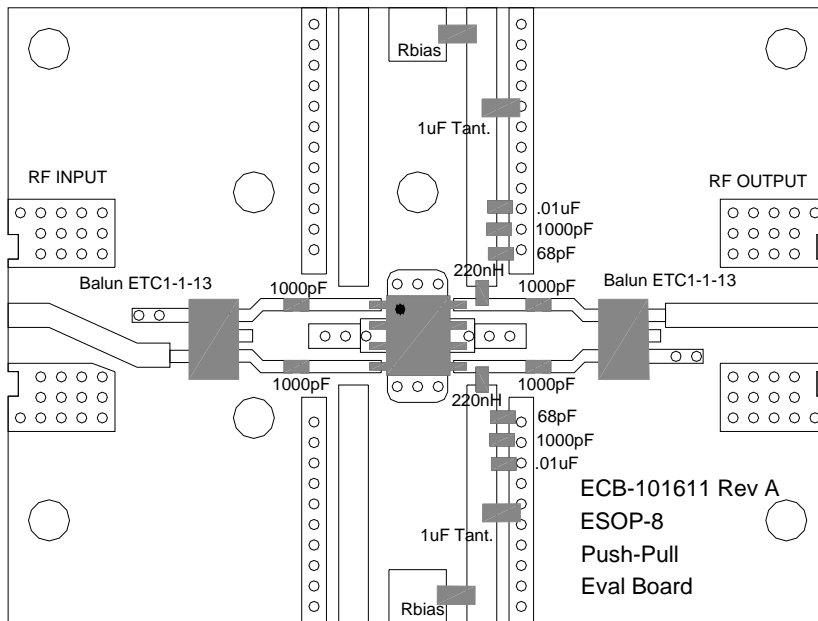 Rbias
1uF Tant.
RF INPUT
RF OUTPUT
.01uF
1000pF
68pF
220nH
Balun ETC1-1-13
1000pF
1000pF
Balun ETC1-1-13
1000pF
1000pF
220nH
68pF
1000pF
.01uF
1uF Tant.
Rbias
ECB-101611 Rev A
ESOP-8
Push-Pull
Eval Board